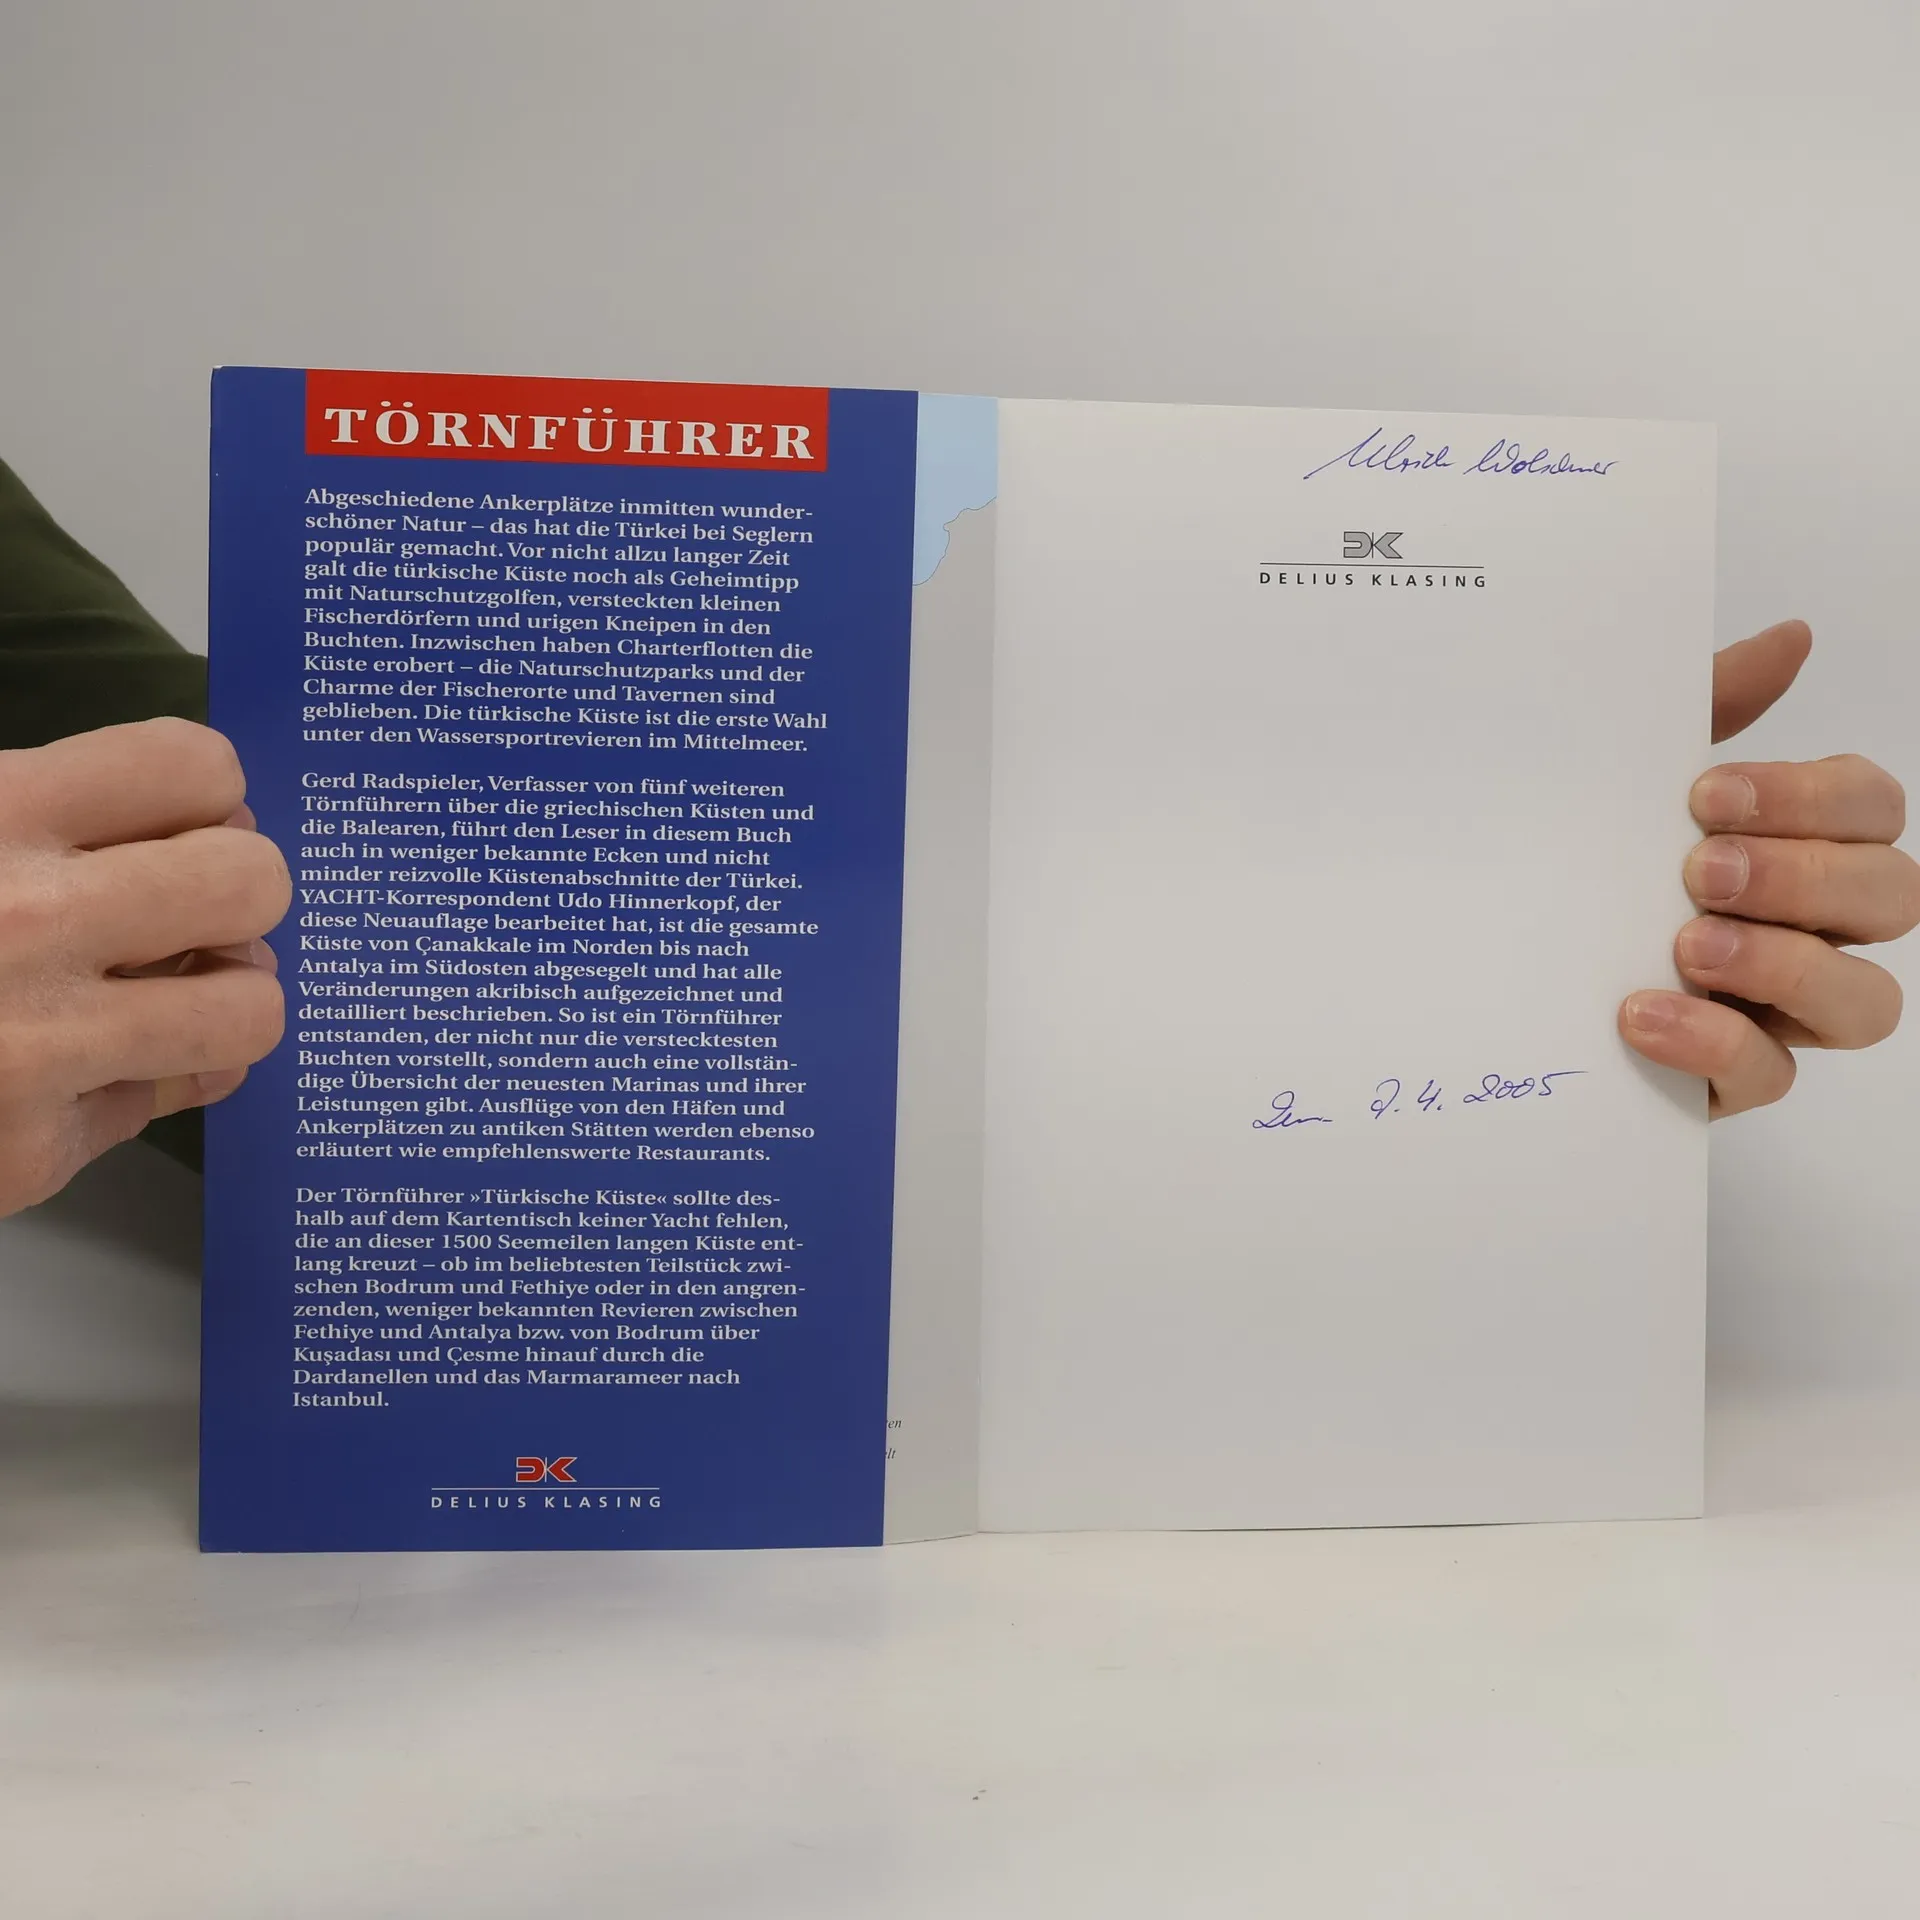 TÖRNFÜHRER
Abgeschiedene Ankerplätze inmitten wunder-
schöner Natur – das hat die Türkei bei Seglern
populär gemacht. Vor nicht allzu langer Zeit
galt die türkische Küste noch als Geheimtipp
mit Naturschutzgolfen, versteckten kleinen
Fischerdörfern und urigen Kneipen in den
Buchten. Inzwischen haben Charterflotten die
Küste erobert – die Naturschutzparks und der
Charme der Fischerorte und Tavernen sind
geblieben. Die türkische Küste ist die erste Wahl
unter den Wassersportrevieren im Mittelmeer.
Gerd Radspieler, Verfasser von fünf weiteren
Törnführern über die griechischen Küsten und
die Balearen, führt den Leser in diesem Buch
auch in weniger bekannte Ecken und nicht
minder reizvolle Küstenabschnitte der Türkei.
YACHT-Korrespondent Udo Hinnerkopf, der
diese Neuauflage bearbeitet hat, ist die gesamte
Küste von Çanakkale im Norden bis nach
Antalya im Südosten abgesegelt und hat alle
Veränderungen akribisch aufgezeichnet und
detailliert beschrieben. So ist ein Törnführer
entstanden, der nicht nur die verstecktesten
Buchten vorstellt, sondern auch eine vollstän-
dige Übersicht der neuesten Marinas und ihrer
Leistungen gibt. Ausflüge von den Häfen und
Ankerplätzen zu antiken Stätten werden ebenso
erläutert wie empfehlenswerte Restaurants.
Der Törnführer »Türkische Küste« sollte des-
halb auf dem Kartentisch keiner Yacht fehlen,
die an dieser 1500 Seemeilen langen Küste ent-
lang kreuzt – ob im beliebtesten Teilstück zwi-
schen Bodrum und Fethiye oder in den angren-
zenden, weniger bekannten Revieren zwischen
Fethiye und Antalya bzw. von Bodrum über
Kuşadası und Çesme hinauf durch die
Dardanellen und das Marmarameer nach
Istanbul.
DK
DELIUS KLASING
en
elt
Ulrich
DK
DELIUS KLASING
4. 2005